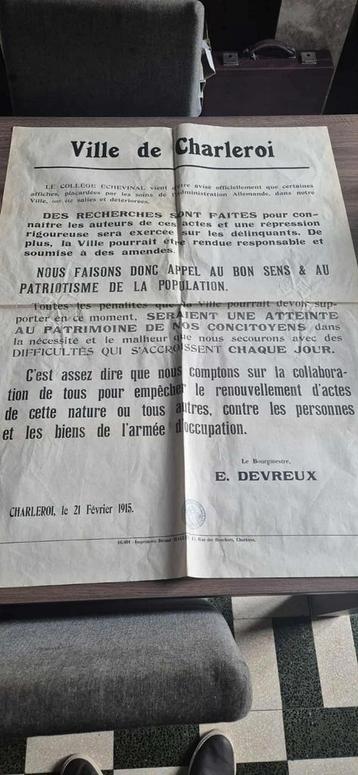 Ville de Charleroi
LE COLLÈGE ÉCHEVINAL vient d'être avisé officiellement que certaines
affiches, placardées par les soins de l'Administration Allemande, dans notre
Ville, ont été salies et détériorées.
DES RECHERCHES SONT FAITES pour con-
naître les auteurs de ces actes et une répression
rigoureuse sera exercée sur les délinquants. De
plus, la Ville pourrait être rendue responsable et
soumise à des amendes.
NOUS FAISONS DONC APPEL AU BON SENS & AU
PATRIOTISME DE LA POPULATION.
Toutes les pénalités que la Ville pourrait devoir sup-
porter en ce moment, SERAIENT UNE ATTEINTE
AU PATRIMOINE DE NOS CONCITOYENS dans
la nécessité et le malheur que nous secourons avec des
DIFFICULTÉS QUI S'ACCROISSENT CHAQUE JOUR.
C'est assez dire que nous comptons sur la collabora-
tion de tous pour empêcher le renouvellement d'actes
de cette nature ou tous autres, contre les personnes
et les biens de l'armée d'occupation.
Le Bourgmestre,
E. DEVREUX
CHARLEROI, le 21 Février 1915.